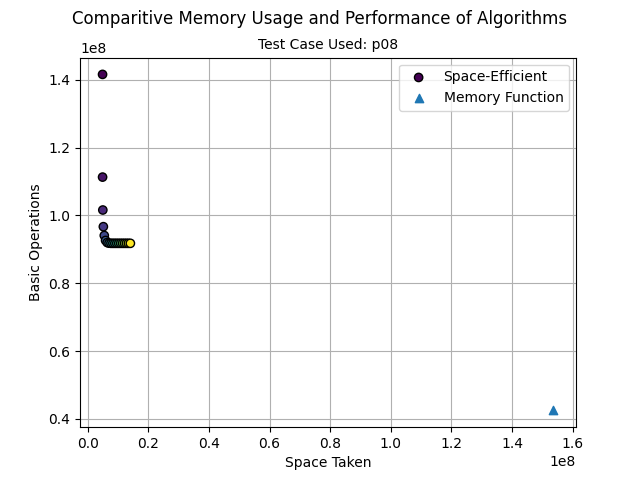 Comparitive Memory Usage and Performance of Algorithms
Test Case Used: p08
1e8
Space-Efficient
Memory Function
1.4
1.2
1.0
0.8
0.6
0.4
Basic Operations
0.0 0.2 0.4 0.6 0.8 1.0 1.2 1.4 1.6
Space Taken
1e8